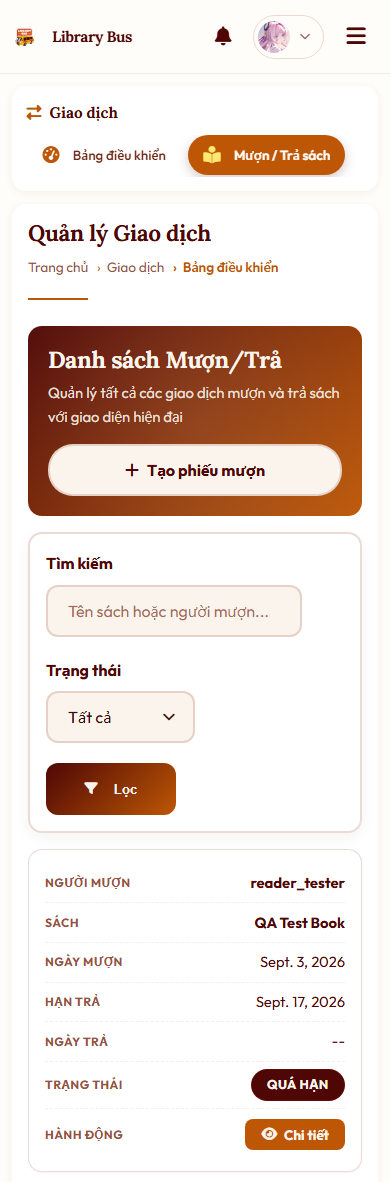 Library Bus
Giao dịch
Bảng điều khiển
Mượn / Trả sách
Quản lý Giao dịch
Trang chủ › Giao dịch › Bảng điều khiển
Danh sách Mượn/Trả
Quản lý tất cả các giao dịch mượn và trả sách
với giao diện hiện đại
+ Tạo phiếu mượn
Tìm kiếm
Tên sách hoặc người mượn...
Trạng thái
Tất cả
Lọc
NGƯỜI MƯỢN reader_tester
SÁCH QA Test Book
NGÀY MƯỢN Sept. 3, 2026
HẠN TRẢ Sept. 17, 2026
NGÀY TRẢ --
TRẠNG THÁI QUÁ HẠN
HÀNH ĐỘNG Chi tiết